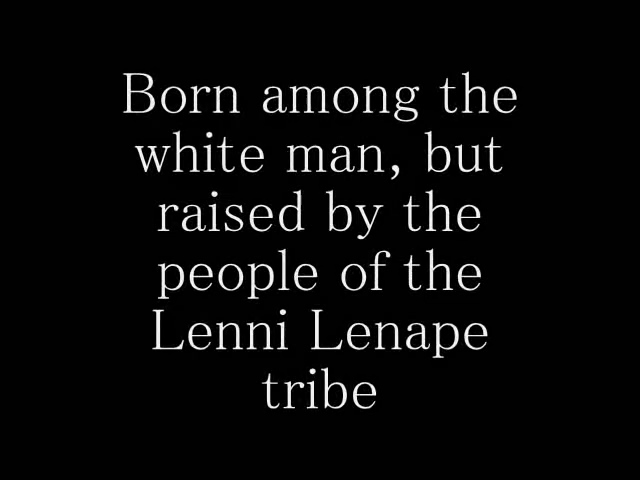 Born among the
white man, but
raised by the
people of the
Lenni Lenape
tribe